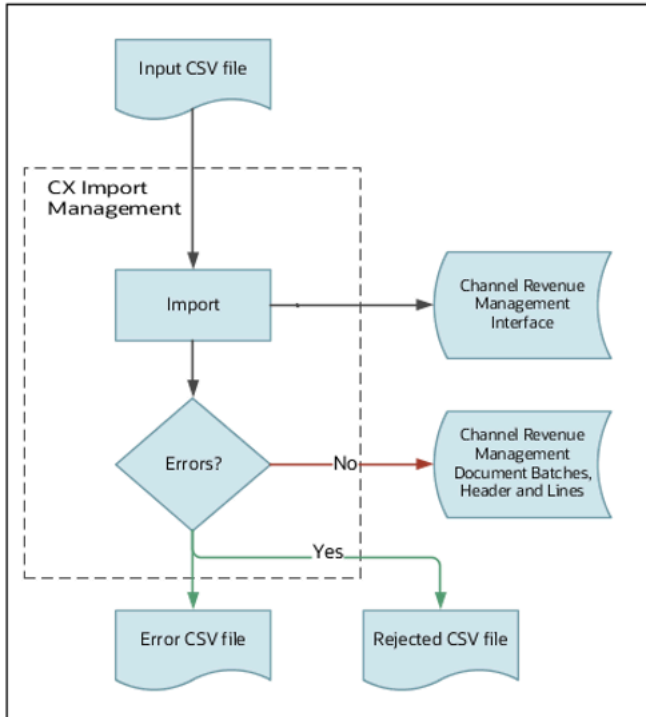 Input CSV file
CX Import
Management
Import
Channel Revenue
Management
Interface
Errors?
No
Channel Revenue
Management
Document Batches,
Header and Lines
Yes
Error CSV file
Rejected CSV file